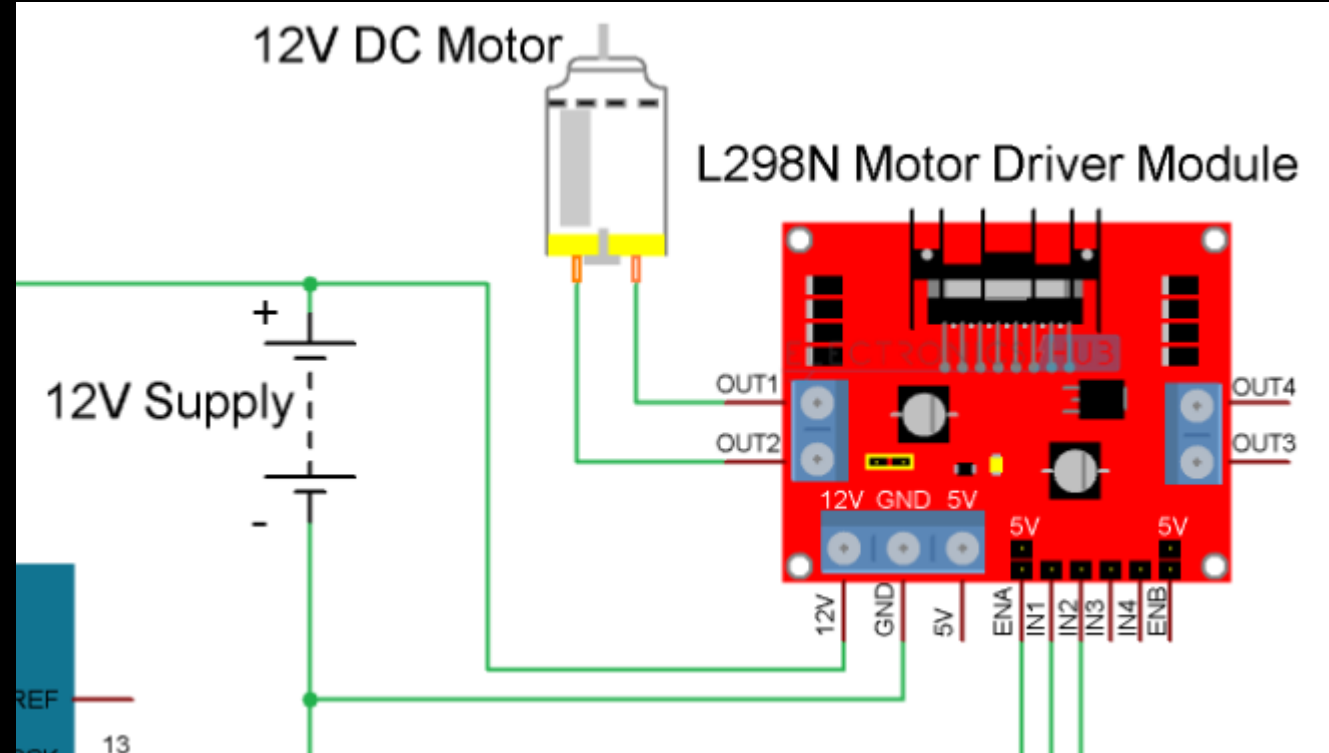 12V DC Motor
L298N Motor Driver Module
+
12V Supply
-
OUT1
OUT2
OUT4
OUT3
12V GND 5V
5V
5V
12V
GND
5V
ENA
IN1
IN2
IN3
IN4
ENB
REF
13